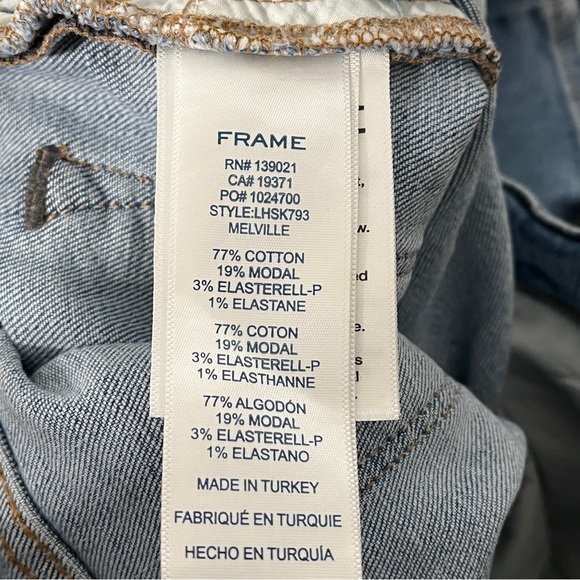 FRAME
RN# 139021
CA# 19371
PO# 1024700
STYLE:LHSK793
MELVILLE
77% COTTON
19% MODAL
3% ELASTERELL-P
1% ELASTANE
77% COTON
19% MODAL
3% ELASTERELL-P
1% ELASTHANNE
77% ALGODÓN
19% MODAL
3% ELASTERELL-P
1% ELASTANO
MADE IN TURKEY
FABRIQUÉ EN TURQUIE
HECHO EN TURQUÍA